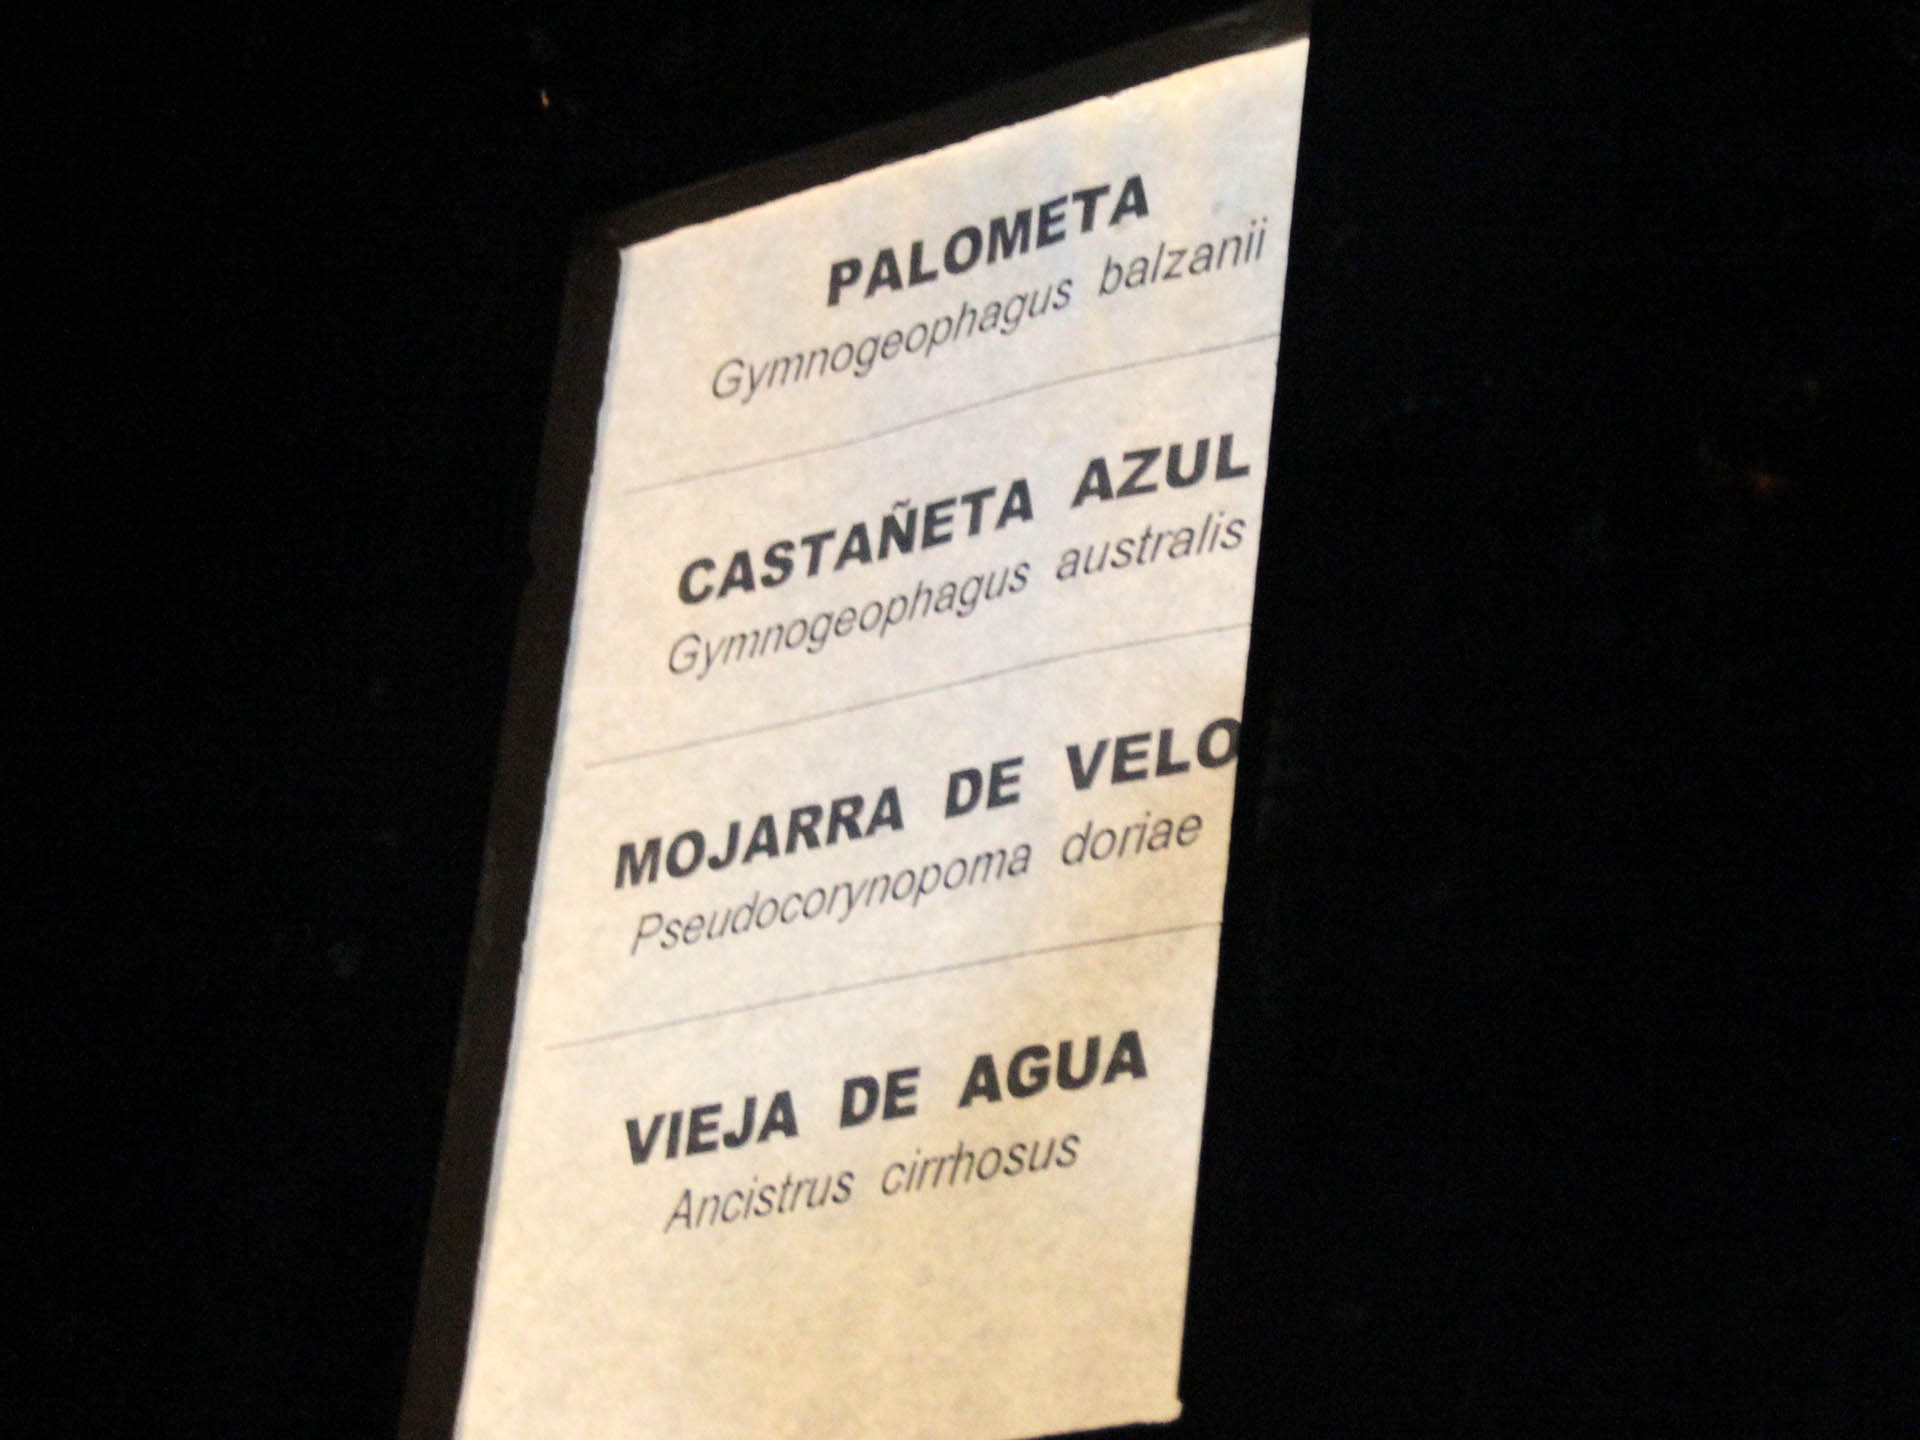 PALOMETA
Gymnogeophagus balzanii
CASTAÑETA AZUL
Gymnogeophagus australis
MOJARRA DE VELO
Pseudocorynopoma doriae
VIEJA DE AGUA
Ancistrus cirrhosus